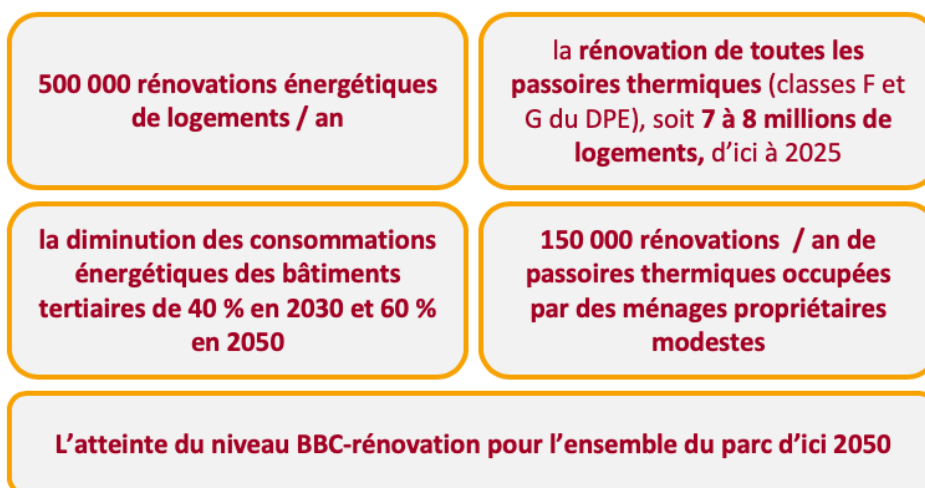 500 000 rénovations énergétiques
de logements / an
la rénovation de toutes les
passoires thermiques (classes F et
G du DPE), soit 7 à 8 millions de
logements, d’ici à 2025
la diminution des consommations
énergétiques des bâtiments
tertiaires de 40 % en 2030 et 60 %
en 2050
150 000 rénovations / an de
passoires thermiques occupées
par des ménages propriétaires
modestes
L’atteinte du niveau BBC-rénovation pour l’ensemble du parc d’ici 2050